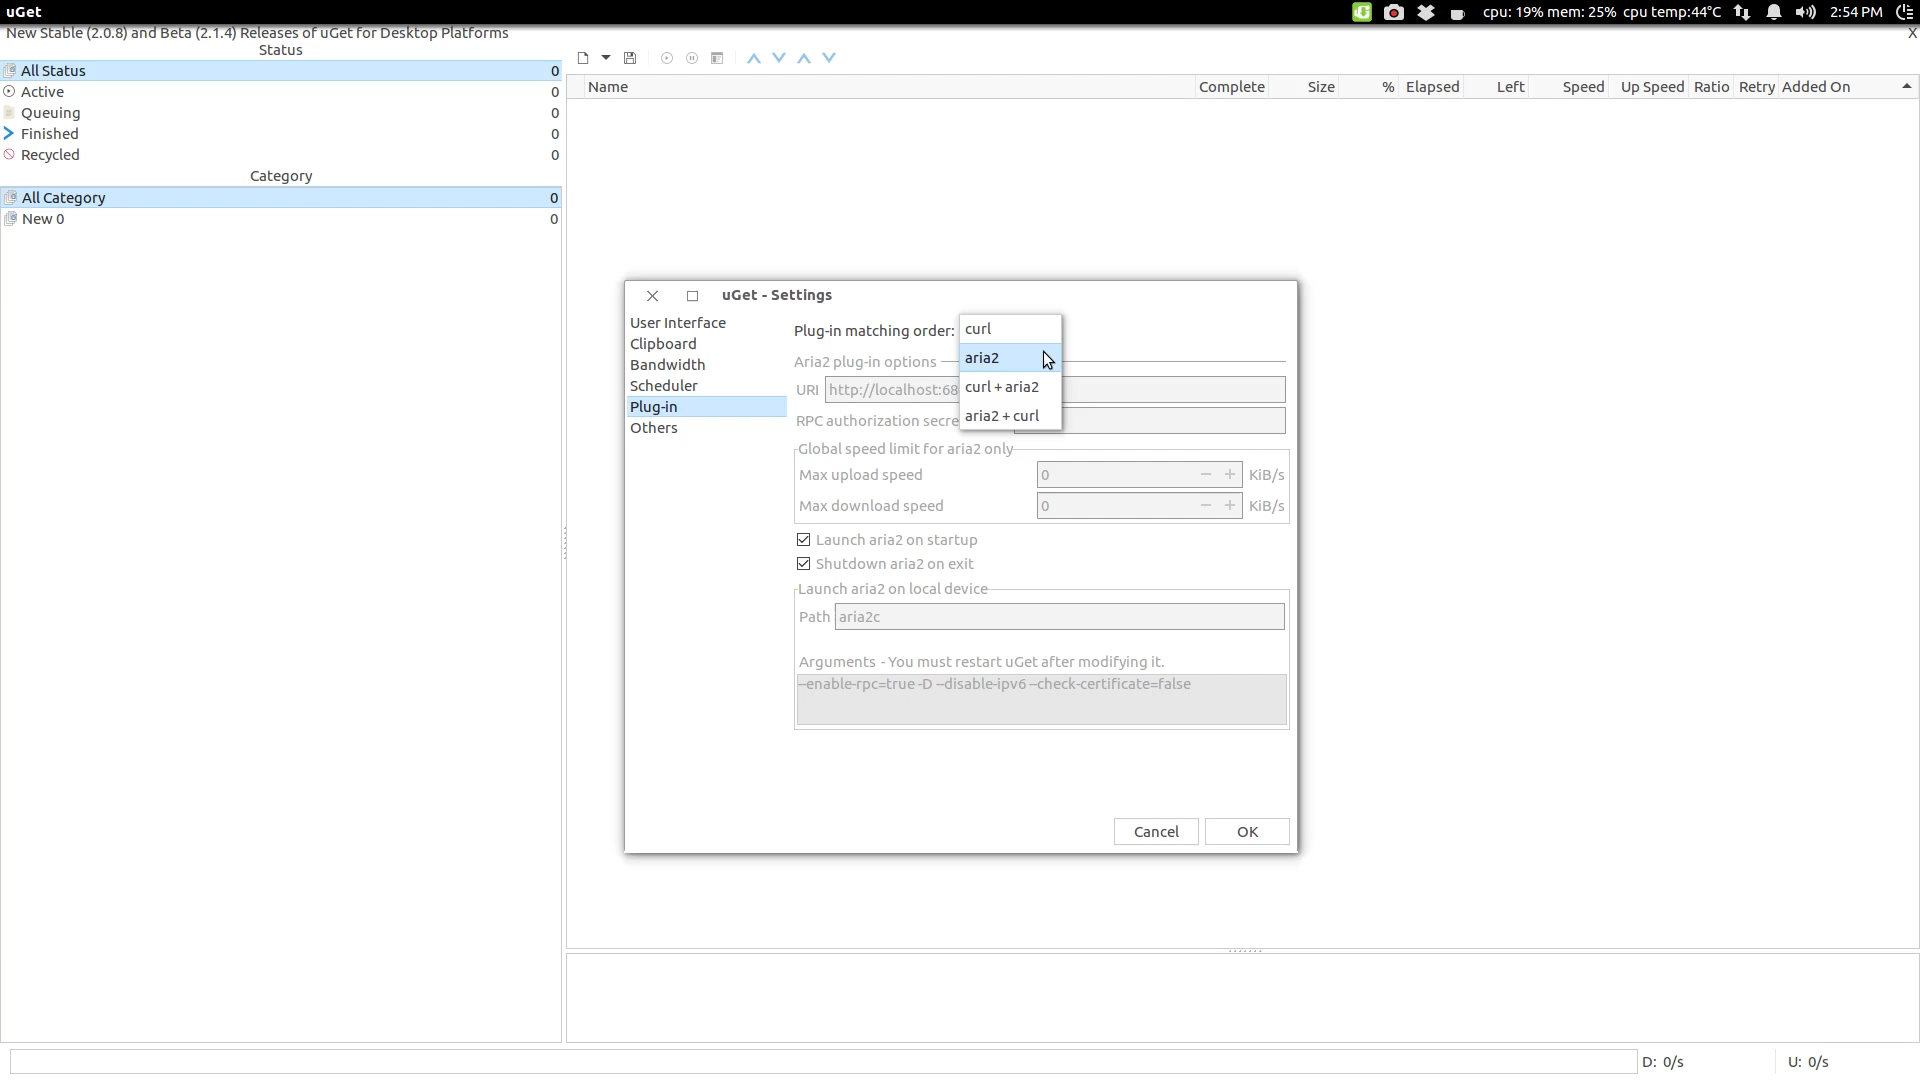 uGet
cpu: 19% mem: 25% cpu temp:44°C
2:54 PM
New Stable (2.0.8) and Beta (2.1.4) Releases of uGet for Desktop Platforms
X
Status
All Status 0
Active 0
Queuing 0
Finished 0
Recycled 0
Category
All Category 0
New 0 0
Name Complete Size % Elapsed Left Speed Up Speed Ratio Retry Added On
uGet - Settings
User Interface
Clipboard
Bandwidth
Scheduler
Plug-in
Others
Plug-in matching order:
curl
aria2
curl + aria2
aria2 + curl
Aria2 plug-in options
URI http://localhost:68
RPC authorization secre
Global speed limit for aria2 only
Max upload speed 0 − + KiB/s
Max download speed 0 − + KiB/s
Launch aria2 on startup
Shutdown aria2 on exit
Launch aria2 on local device
Path aria2c
Arguments - You must restart uGet after modifying it.
--enable-rpc=true -D --disable-ipv6 --check-certificate=false
Cancel OK
D: 0/s U: 0/s